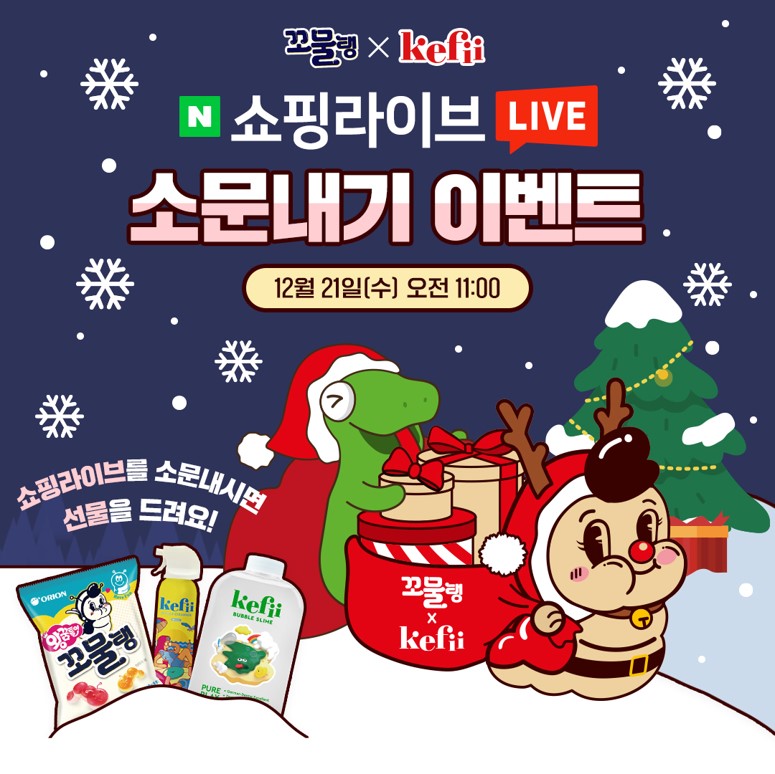 꼬물탱 × kefii
N 쇼핑라이브 LIVE
소문내기 이벤트
12월 21일(수) 오전 11:00
쇼핑라이브를 소문내시면
선물을 드려요!
ORION
왕꿈틀이
꼬물탱
kefii
kefii
BUBBLE SLIME
PURE
꼬물탱
x
kefii